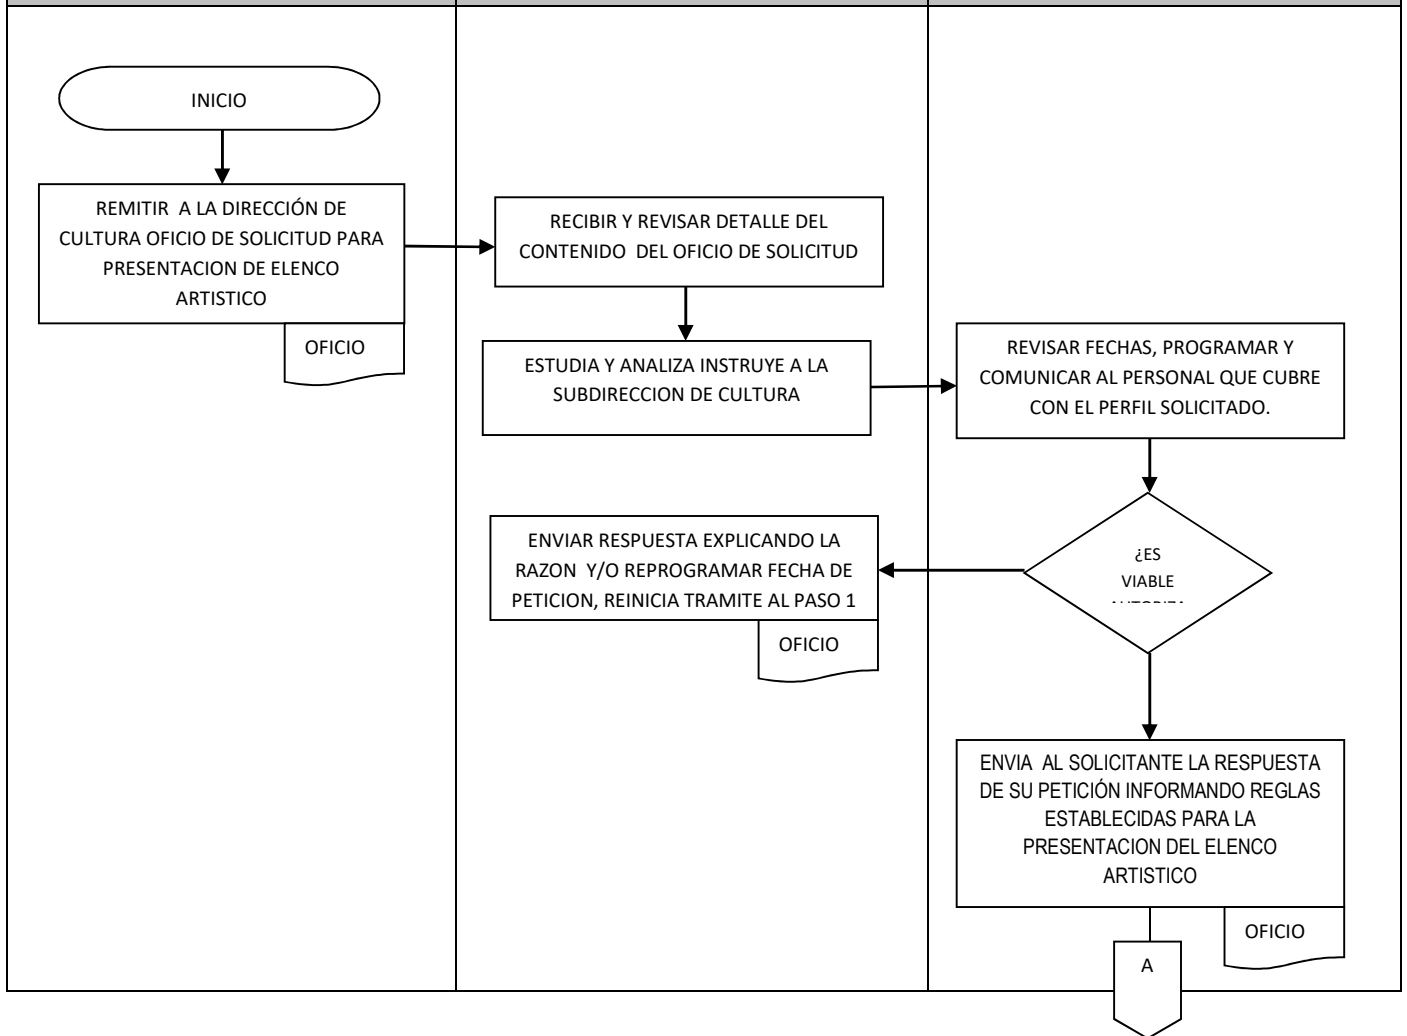 INICIO
REMITIR A LA DIRECCIÓN DE
CULTURA OFICIO DE SOLICITUD PARA
PRESENTACION DE ELENCO
ARTISTICO
OFICIO
RECIBIR Y REVISAR DETALLE DEL
CONTENIDO DEL OFICIO DE SOLICITUD
ESTUDIA Y ANALIZA INSTRUYE A LA
SUBDIRECCION DE CULTURA
REVISAR FECHAS, PROGRAMAR Y
COMUNICAR AL PERSONAL QUE CUBRE
CON EL PERFIL SOLICITADO.
¿ES
VIABLE
ENVIAR RESPUESTA EXPLICANDO LA
RAZON Y/O REPROGRAMAR FECHA DE
PETICION, REINICIA TRAMITE AL PASO 1
OFICIO
ENVIA AL SOLICITANTE LA RESPUESTA
DE SU PETICIÓN INFORMANDO REGLAS
ESTABLECIDAS PARA LA
PRESENTACION DEL ELENCO
ARTISTICO
OFICIO
A